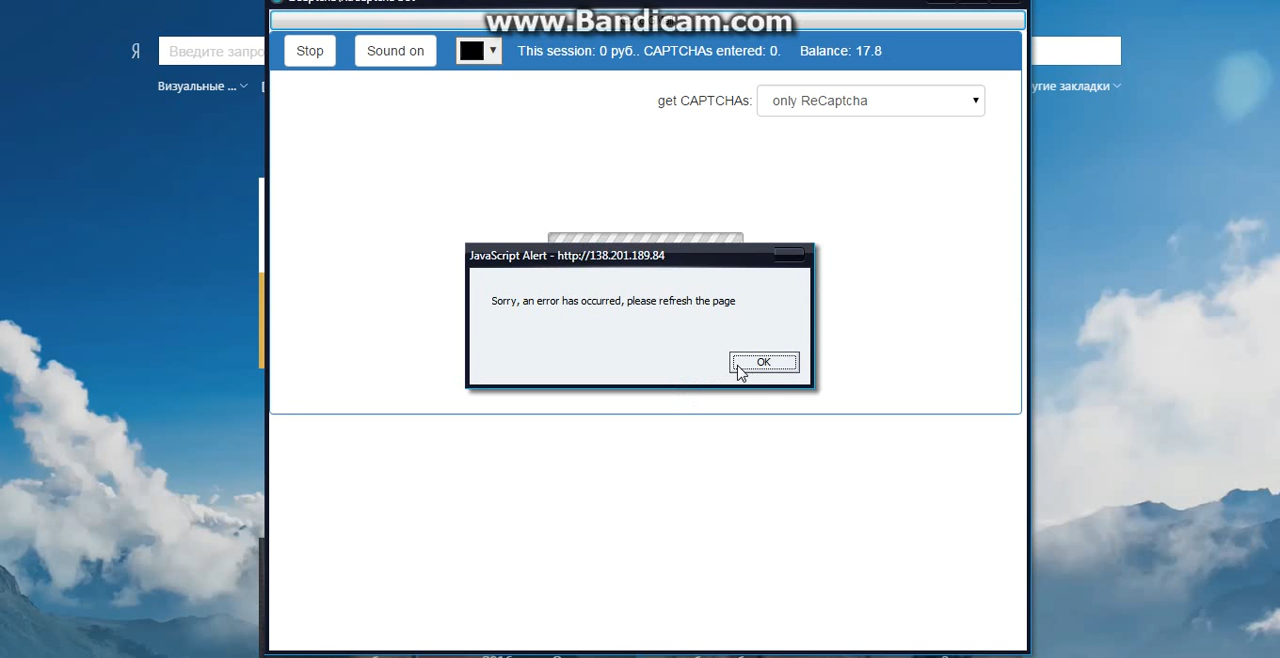 www.Bandicam.com
Я
Введите запро
Stop
Sound on
This session: 0 руб.. CAPTCHAs entered: 0.
Balance: 17.8
Визуальные ...
угие закладки
get CAPTCHAs:
only ReCaptcha
JavaScript Alert - http://138.201.189.84
Sorry, an error has occurred, please refresh the page
OK